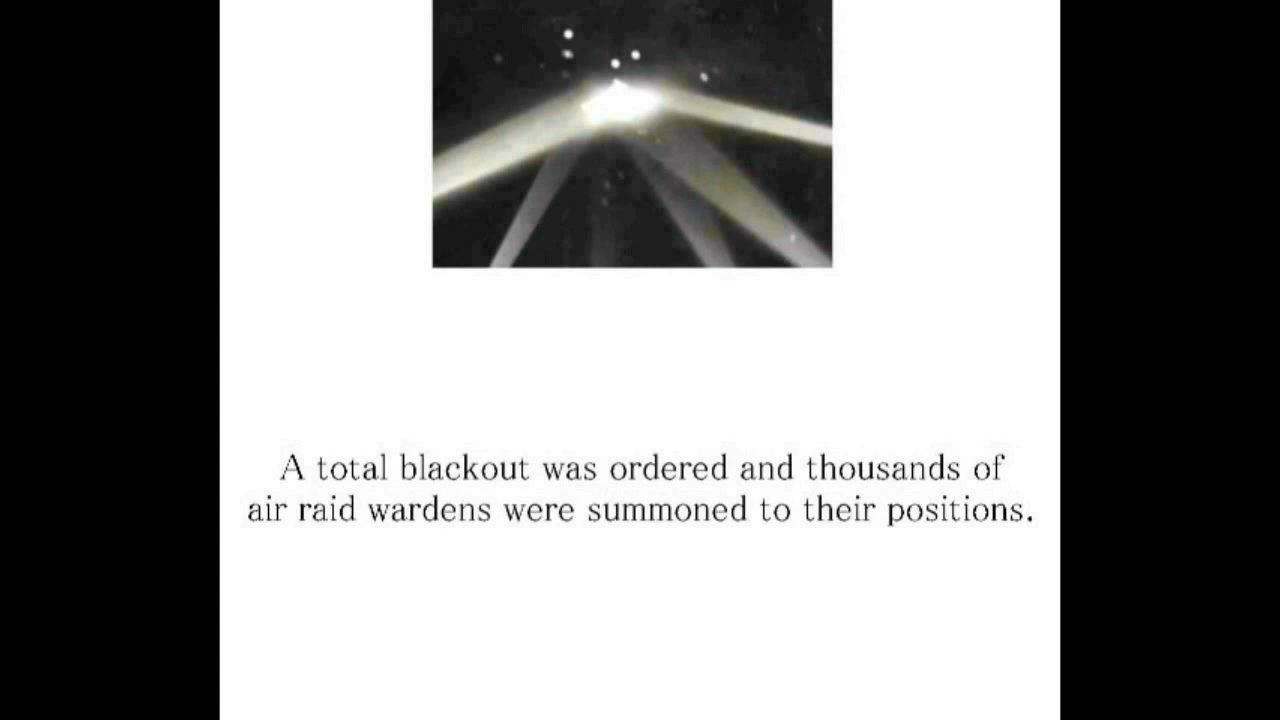 A total blackout was ordered and thousands of
air raid wardens were summoned to their positions.